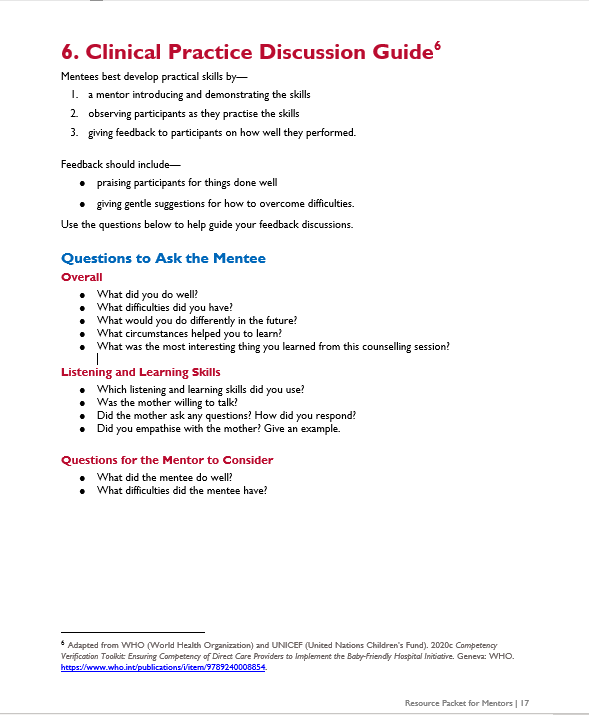 6. Clinical Practice Discussion Guide6
Mentees best develop practical skills by—
1. a mentor introducing and demonstrating the skills
2. observing participants as they practise the skills
3. giving feedback to participants on how well they performed.
Feedback should include—
● praising participants for things done well
● giving gentle suggestions for how to overcome difficulties.
Use the questions below to help guide your feedback discussions.
Questions to Ask the Mentee
Overall
● What did you do well?
● What difficulties did you have?
● What would you do differently in the future?
● What circumstances helped you to learn?
● What was the most interesting thing you learned from this counselling session?
Listening and Learning Skills
● Which listening and learning skills did you use?
● Was the mother willing to talk?
● Did the mother ask any questions? How did you respond?
● Did you empathise with the mother? Give an example.
Questions for the Mentor to Consider
● What did the mentee do well?
● What difficulties did the mentee have?
6 Adapted from WHO (World Health Organization) and UNICEF (United Nations Children's Fund). 2020c Competency
Verification Toolkit: Ensuring Competency of Direct Care Providers to Implement the Baby-Friendly Hospital Initiative. Geneva: WHO.
https://www.who.int/publications/i/item/9789240008854.
Resource Packet for Mentors | 17